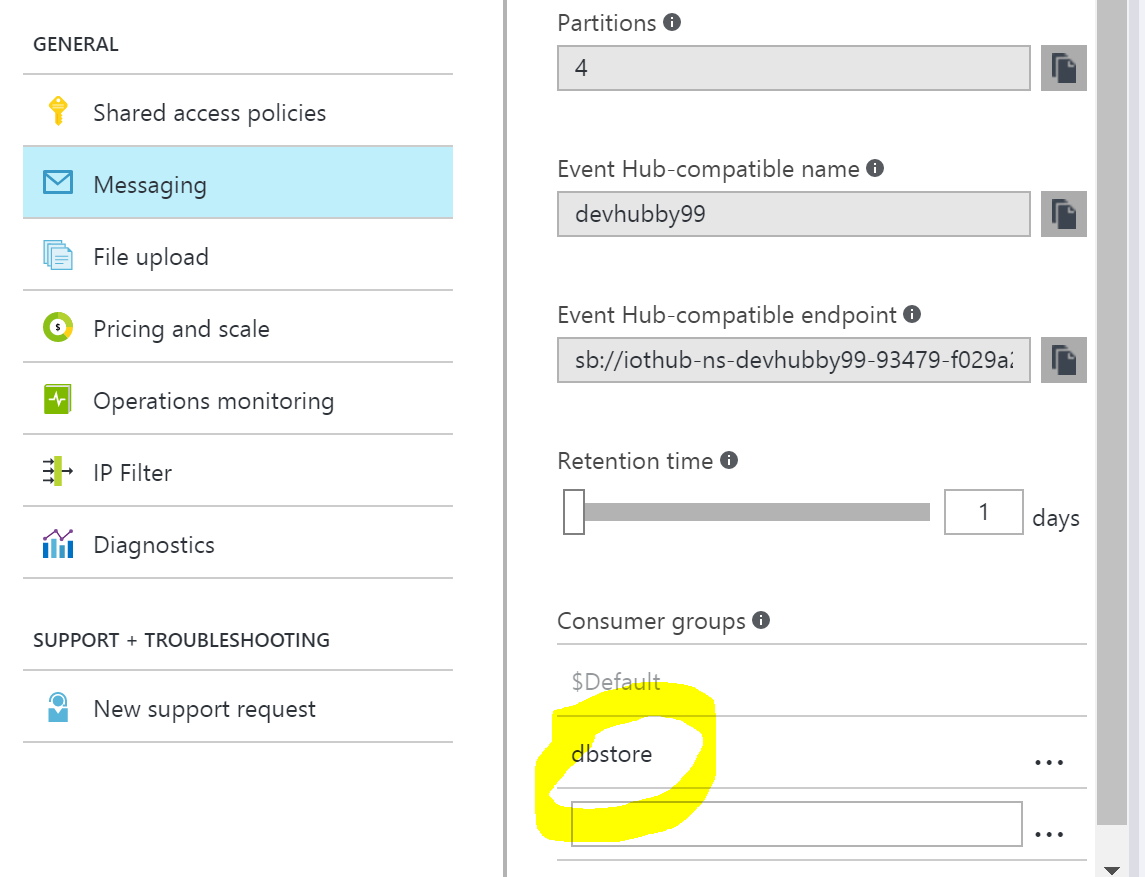 GENERAL
Shared access policies
Messaging
File upload
Pricing and scale
Operations monitoring
IP Filter
Diagnostics
SUPPORT + TROUBLESHOOTING
New support request
Partitions
4
Event Hub-compatible name
devhubby99
Event Hub-compatible endpoint
sb://iothub-ns-devhubby99-93479-f029a2
Retention time
1 days
Consumer groups
$Default
dbstore